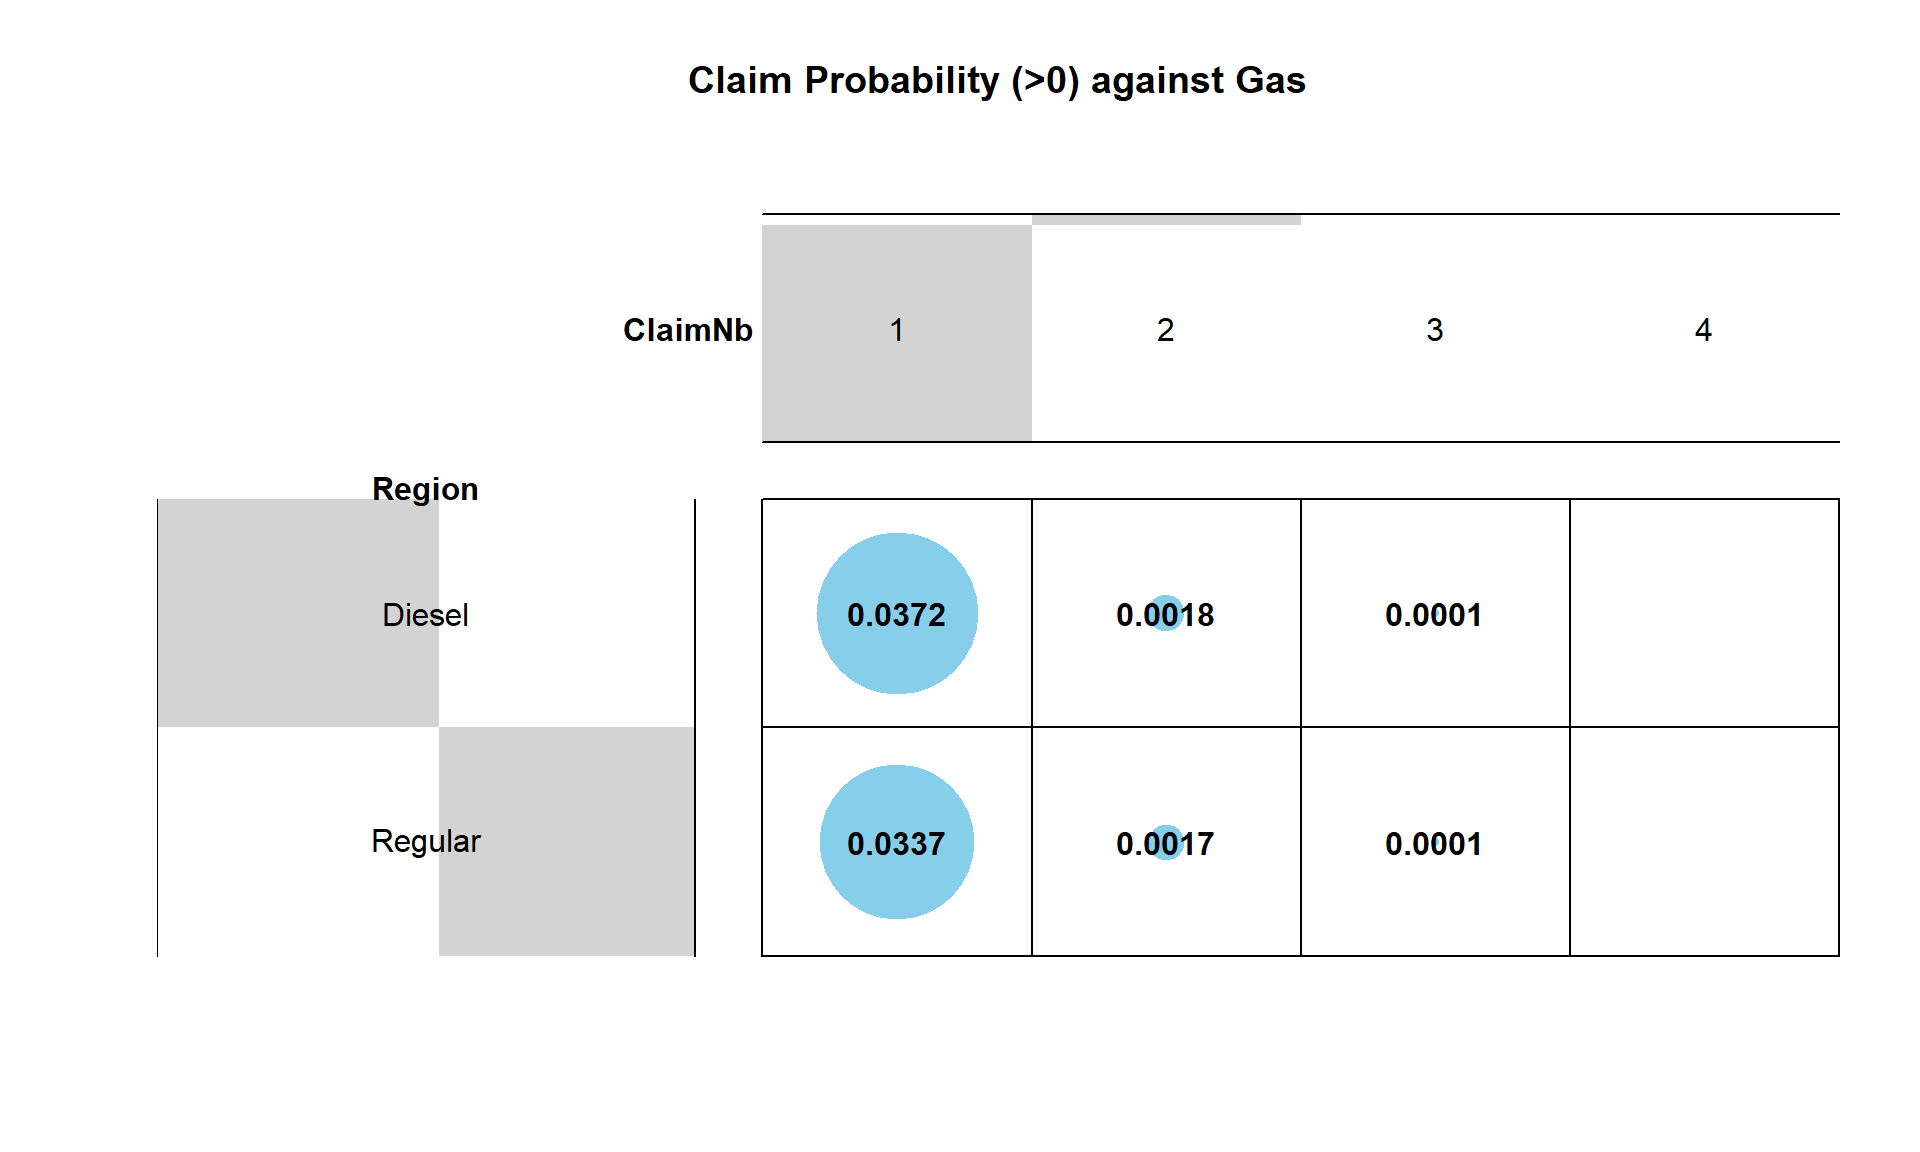 Claim Probability (>0) against Gas
ClaimNb 1 2 3 4
Region
Diesel 0.0372 0.0018 0.0001
Regular 0.0337 0.0017 0.0001